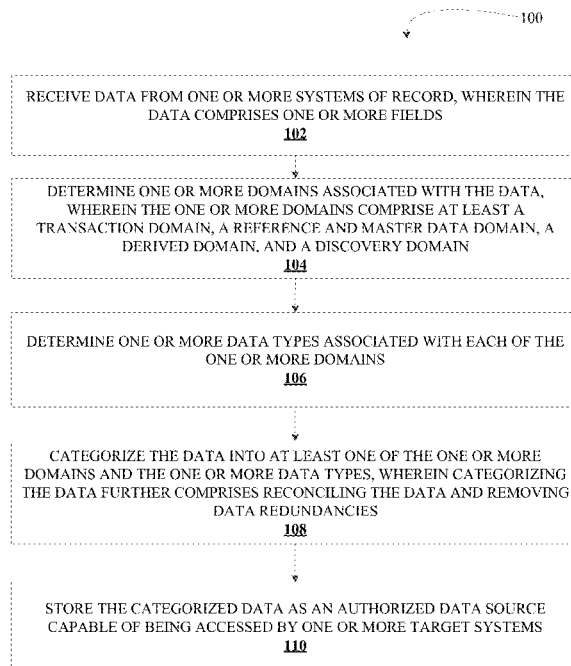 100
RECEIVE DATA FROM ONE OR MORE SYSTEMS OF RECORD, WHEREIN THE
DATA COMPRISES ONE OR MORE FIELDS
102
DETERMINE ONE OR MORE DOMAINS ASSOCIATED WITH THE DATA,
WHEREIN THE ONE OR MORE DOMAINS COMPRISE AT LEAST A
TRANSACTION DOMAIN, A REFERENCE AND MASTER DATA DOMAIN, A
DERIVED DOMAIN, AND A DISCOVERY DOMAIN
104
DETERMINE ONE OR MORE DATA TYPES ASSOCIATED WITH EACH OF THE
ONE OR MORE DOMAINS
106
CATEGORIZE THE DATA INTO AT LEAST ONE OF THE ONE OR MORE
DOMAINS AND THE ONE OR MORE DATA TYPES, WHEREIN CATEGORIZING
THE DATA FURTHER COMPRISES RECONCILING THE DATA AND REMOVING
DATA REDUNDANCIES
108
STORE THE CATEGORIZED DATA AS AN AUTHORIZED DATA SOURCE
CAPABLE OF BEING ACCESSED BY ONE OR MORE TARGET SYSTEMS
110